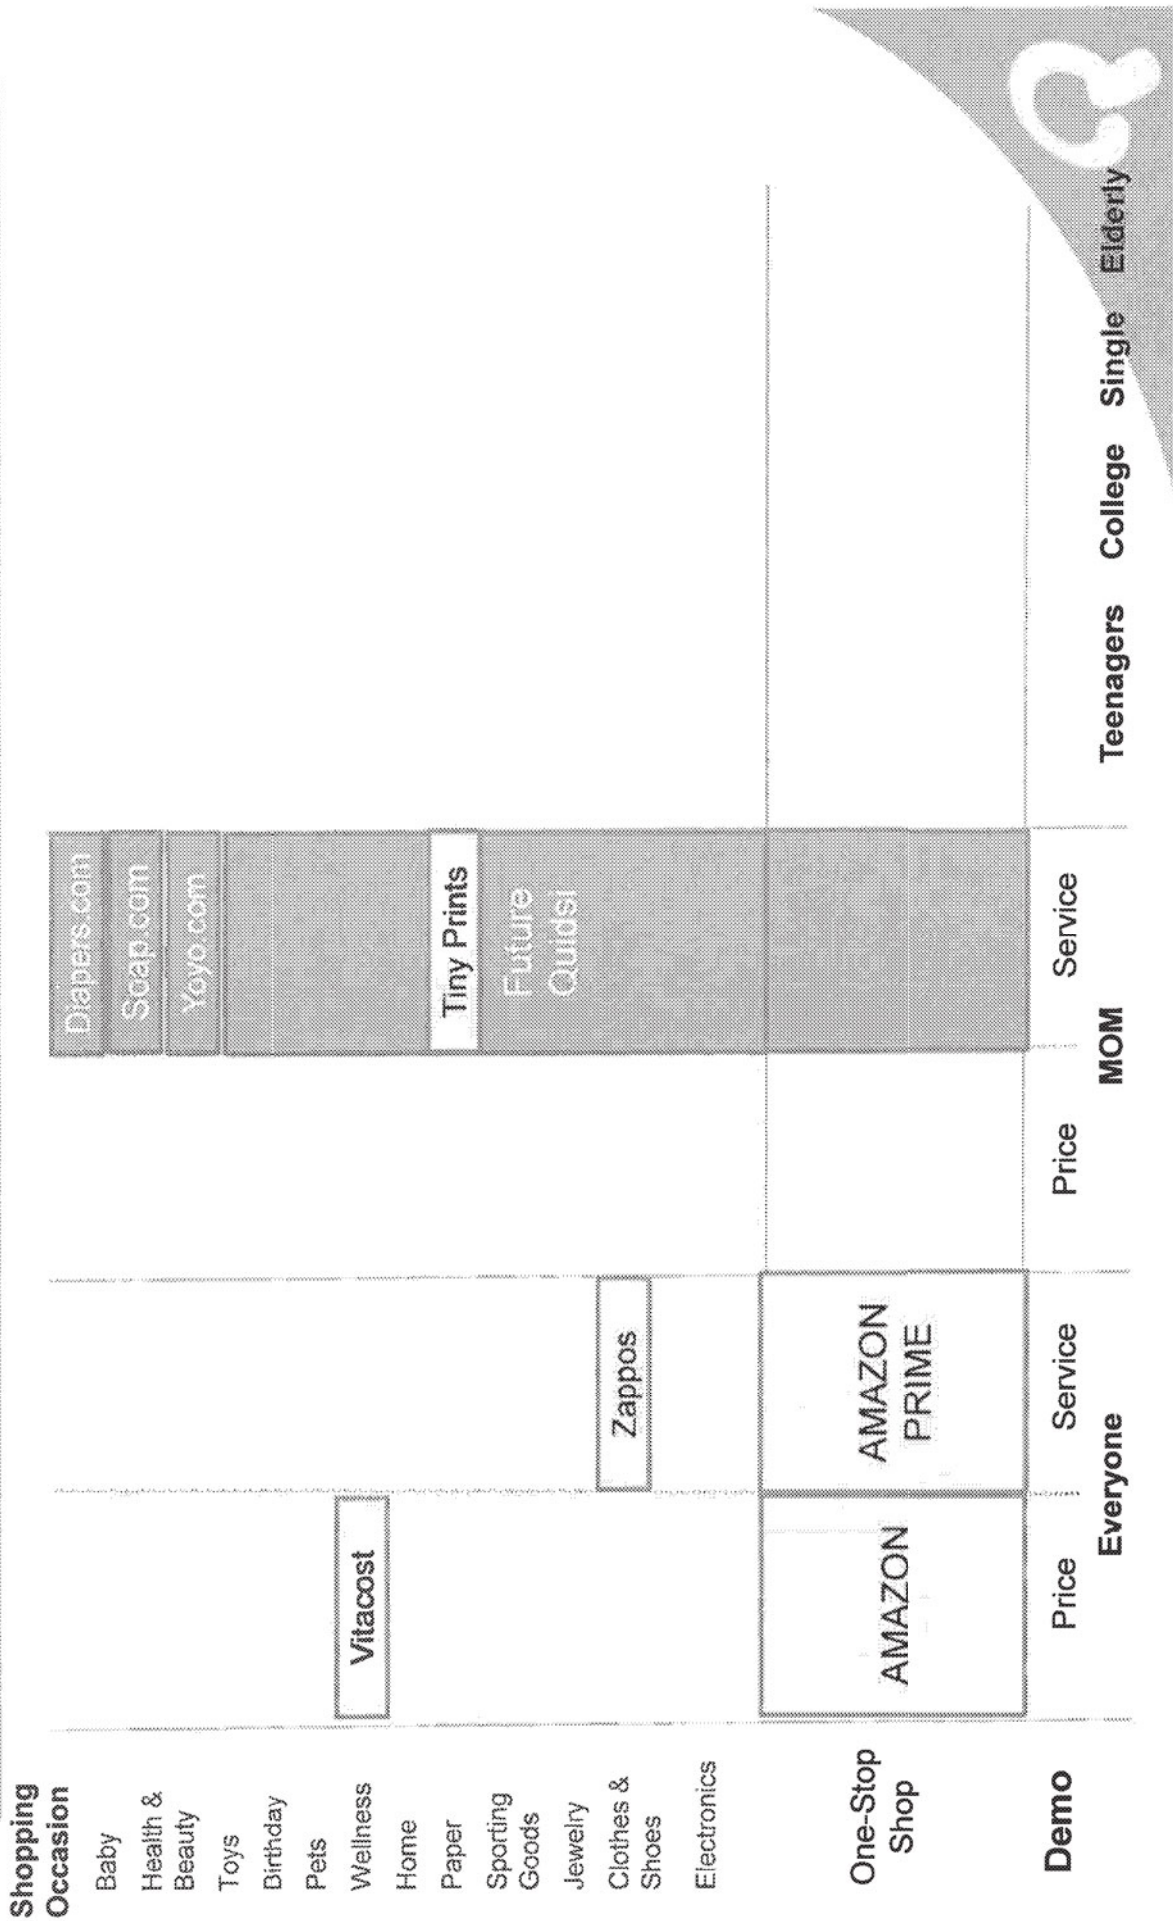 Shopping
Occasion
Baby
Diapers.com
Health &
Beauty
Soap.com
Toys
Yoyo.com
Birthday
Pets
Wellness
Vitacost
Home
Paper
Tiny Prints
Sporting
Goods
Future
Quidsi
Jewelry
Clothes &
Shoes
Zappos
Electronics
One-Stop
Shop
AMAZON
AMAZON
PRIME
Demo
Price
Service
Price
Service
Everyone
MOM
Teenagers
College
Single
Elderly